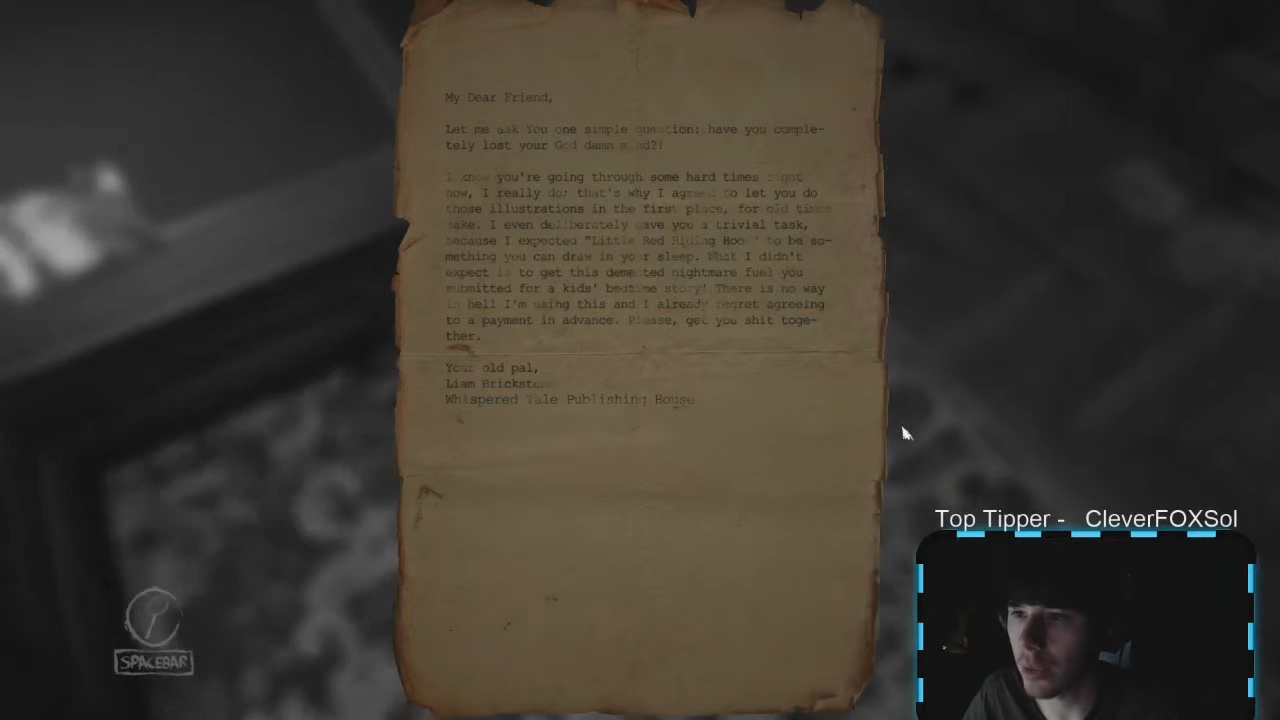 My Dear Friend,
Let me ask You one simple question: have you comple-
tely lost your God damn mind?!
I know you're going through some hard times right
now, I really do; that's why I agreed to let you do
those illustrations in the first place, for old times
sake. I even deliberately gave you a trivial task,
because I expected "Little Red Riding Hood" to be so-
mething you can draw in your sleep. What I didn't
expect is to get this demented nightmare fuel you
submitted for a kids' bedtime story! There is no way
in hell I'm using this and I already regret agreeing
to a payment in advance. Please, get you shit toge-
ther.
Your old pal,
Liam Brickstone
Whispered Tale Publishing House
Top Tipper - CleverFOXSol
SPACEBAR